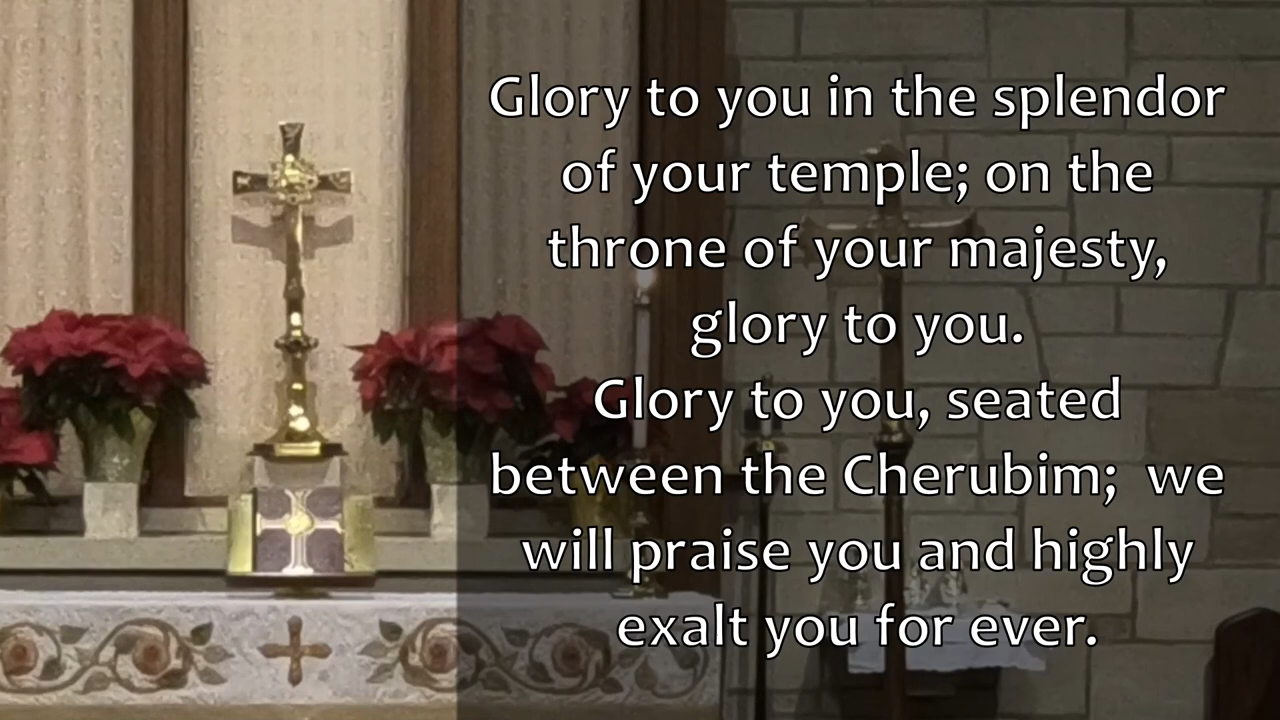 Glory to you in the splendor
of your temple; on the
throne of your majesty,
glory to you.
Glory to you, seated
between the Cherubim;  we
will praise you and highly
exalt you for ever.